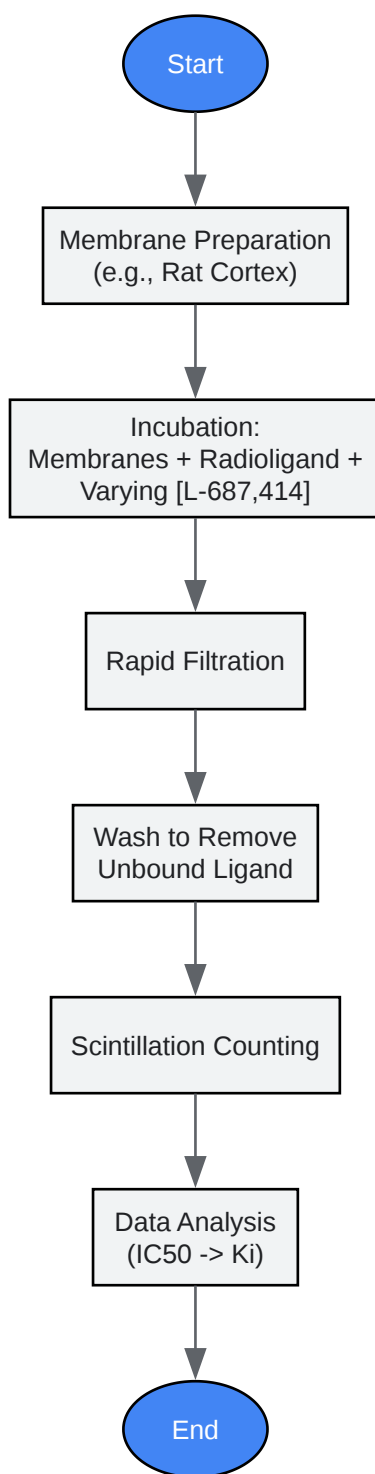 Start
Membrane Preparation
(e.g., Rat Cortex)
Incubation:
Membranes + Radioligand +
Varying [L-687,414]
Rapid Filtration
Wash to Remove
Unbound Ligand
Scintillation Counting
Data Analysis
(IC50 -> Ki)
End